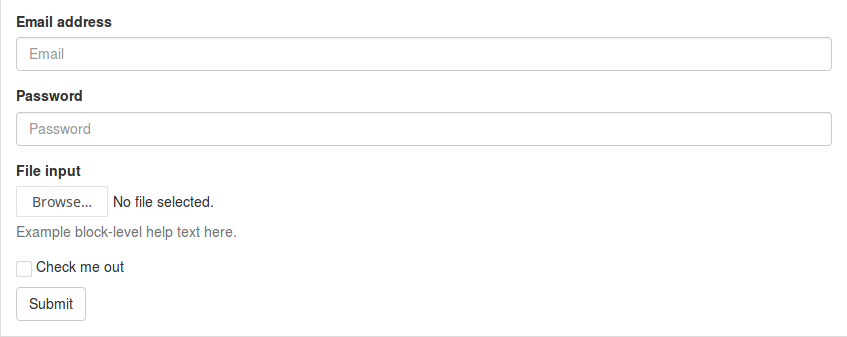 Email address
Email
Password
Password
File input
Browse... No file selected.
Example block-level help text here.
Check me out
Submit